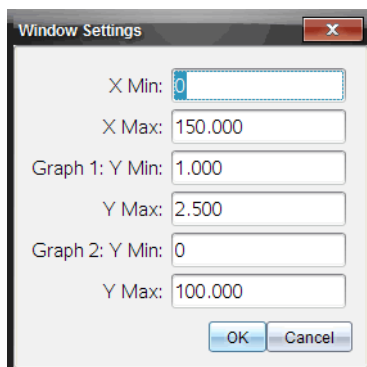 Window Settings
X
X Min: 0
X Max: 150.000
Graph 1: Y Min: 1.000
Y Max: 2.500
Graph 2: Y Min: 0
Y Max: 100.000
OK Cancel